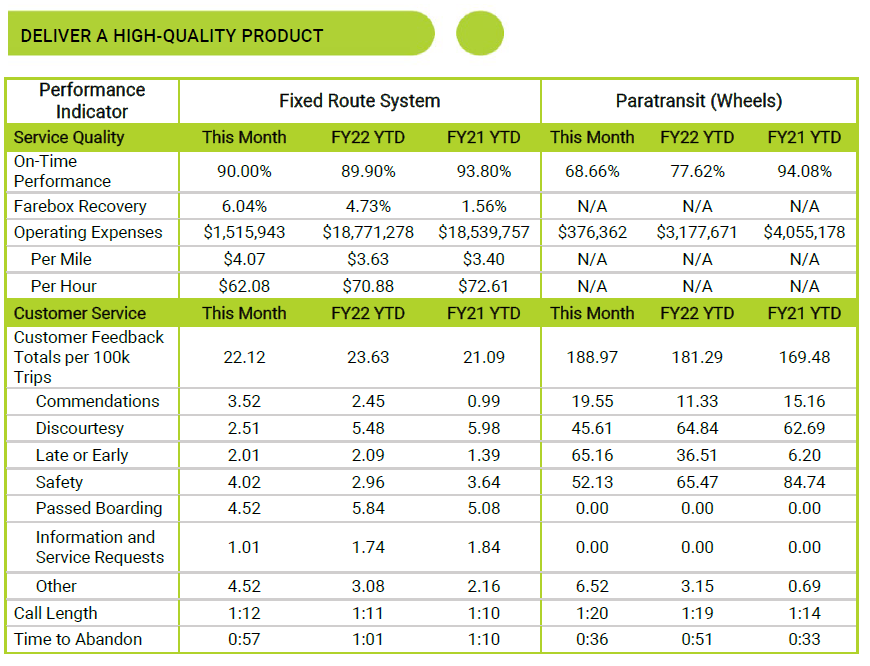 DELIVER A HIGH-QUALITY PRODUCT
Performance
Indicator
Fixed Route System
Paratransit (Wheels)
Service Quality This Month FY22 YTD FY21 YTD This Month FY22 YTD FY21 YTD
On-Time
Performance
90.00% 89.90% 93.80% 68.66% 77.62% 94.08%
Farebox Recovery 6.04% 4.73% 1.56% N/A N/A N/A
Operating Expenses $1,515,943 $18,771,278 $18,539,757 $376,362 $3,177,671 $4,055,178
Per Mile $4.07 $3.63 $3.40 N/A N/A N/A
Per Hour $62.08 $70.88 $72.61 N/A N/A N/A
Customer Service This Month FY22 YTD FY21 YTD This Month FY22 YTD FY21 YTD
Customer Feedback
Totals per 100k
Trips
22.12 23.63 21.09 188.97 181.29 169.48
Commendations 3.52 2.45 0.99 19.55 11.33 15.16
Discourtesy 2.51 5.48 5.98 45.61 64.84 62.69
Late or Early 2.01 2.09 1.39 65.16 36.51 6.20
Safety 4.02 2.96 3.64 52.13 65.47 84.74
Passed Boarding 4.52 5.84 5.08 0.00 0.00 0.00
Information and
Service Requests
1.01 1.74 1.84 0.00 0.00 0.00
Other 4.52 3.08 2.16 6.52 3.15 0.69
Call Length 1:12 1:11 1:10 1:20 1:19 1:14
Time to Abandon 0:57 1:01 1:10 0:36 0:51 0:33